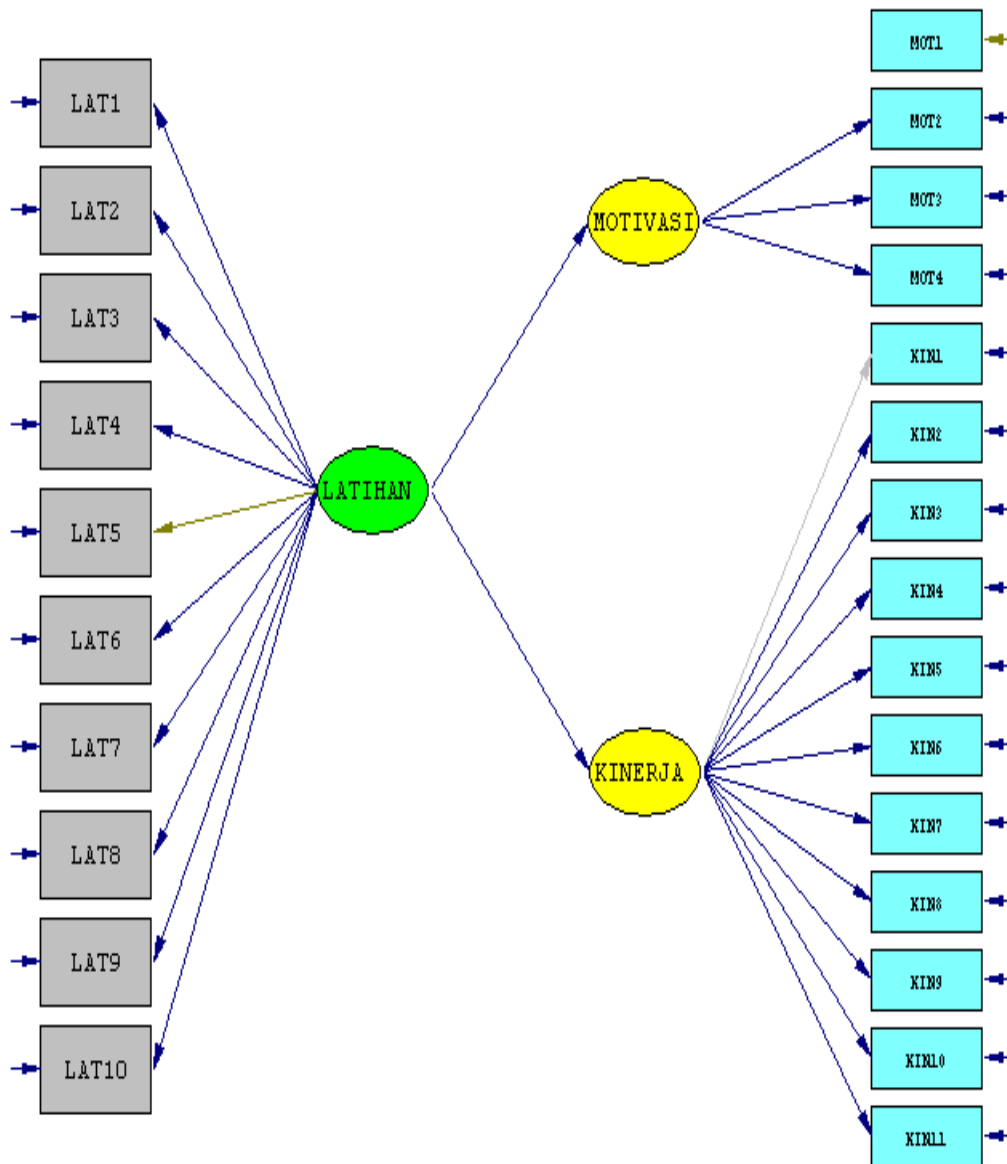 LAT1
LAT2
LAT3
LAT4
LAT5
LAT6
LAT7
LAT8
LAT9
LAT10
LATIHAN
MOTIVASI
KINERJA
MOT1
MOT2
MOT3
MOT4
KIN1
KIN2
KIN3
KIN4
KIN5
KIN6
KIN7
KIN8
KIN9
KIN10
KIN11